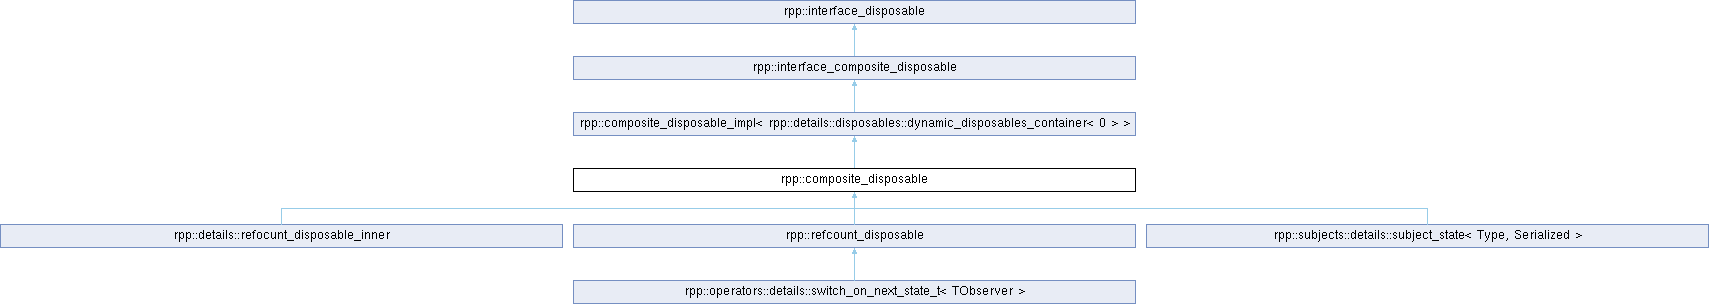 rpp::interface_disposable
rpp::interface_composite_disposable
rpp::composite_disposable_impl< rpp::details::disposables::dynamic_disposables_container< 0 > >
rpp::composite_disposable
rpp::details::refocunt_disposable_inner
rpp::refcount_disposable
rpp::subjects::details::subject_state< Type, Serialized >
rpp::operators::details::switch_on_next_state_t< TObserver >